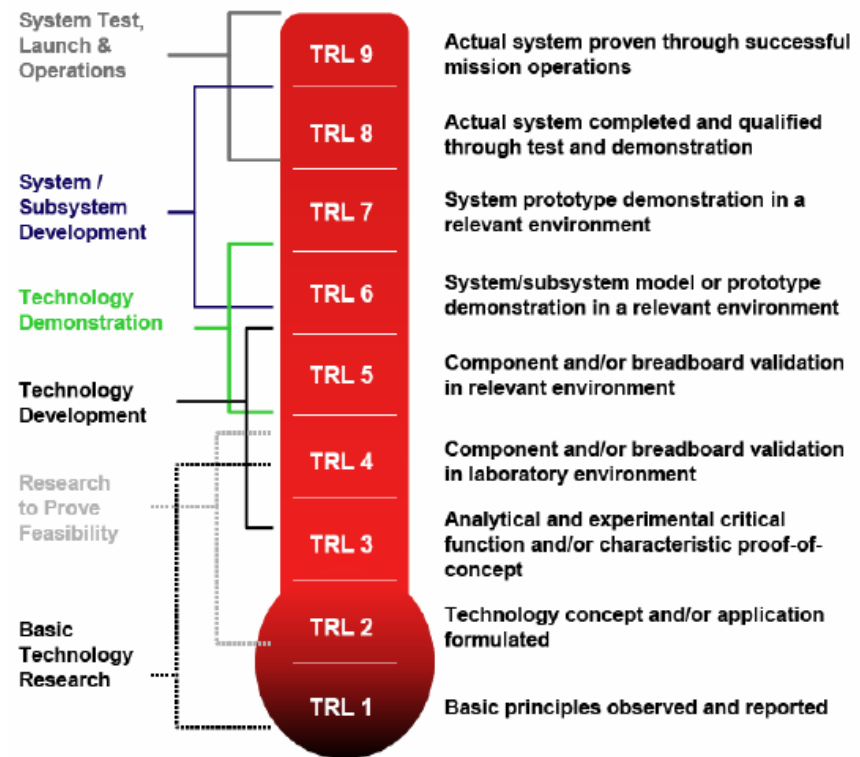 System Test,
Launch &
Operations
System /
Subsystem
Development
Technology
Demonstration
Technology
Development
Research
to Prove
Feasibility
Basic
Technology
Research
TRL 9
TRL 8
TRL 7
TRL 6
TRL 5
TRL 4
TRL 3
TRL 2
TRL 1
Actual system proven through successful
mission operations
Actual system completed and qualified
through test and demonstration
System prototype demonstration in a
relevant environment
System/subsystem model or prototype
demonstration in a relevant environment
Component and/or breadboard validation
in relevant environment
Component and/or breadboard validation
in laboratory environment
Analytical and experimental critical
function and/or characteristic proof-of-
concept
Technology concept and/or application
formulated
Basic principles observed and reported